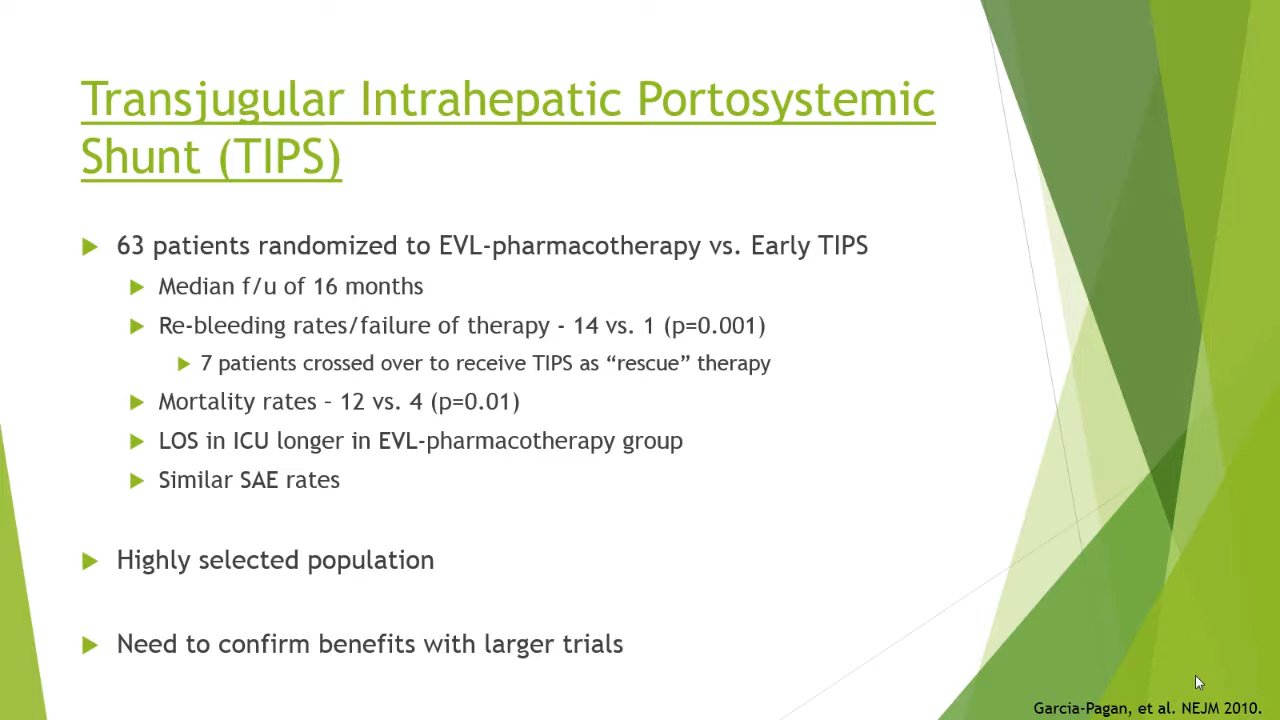 Transjugular Intrahepatic Portosystemic
Shunt (TIPS)
63 patients randomized to EVL-pharmacotherapy vs. Early TIPS
Median f/u of 16 months
Re-bleeding rates/failure of therapy - 14 vs. 1 (p=0.001)
7 patients crossed over to receive TIPS as “rescue” therapy
Mortality rates – 12 vs. 4 (p=0.01)
LOS in ICU longer in EVL-pharmacotherapy group
Similar SAE rates
Highly selected population
Need to confirm benefits with larger trials
Garcia-Pagan, et al. NEJM 2010.